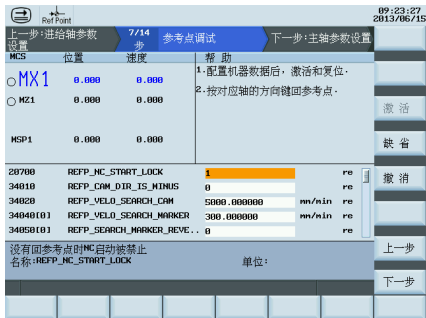 Ref Point
09:23:27
2013/06/15
上一步:进给轴参数设置
7/14步
参考点调试
下一步:主轴参数设置
MCS 位置 速度
帮 助
MX1 0.000 0.000
MZ1 0.000 0.000
MSP1 0.000 0.000
1.配置机器数据后，激活和复位.
2.按对应轴的方向键回参考点.
激 活
缺 省
撤 消
上一步
下一步
20700 REFP_NC_START_LOCK 1 re
34010 REFP_CAM_DIR_IS_MINUS 0 re
34020 REFP_VELO_SEARCH_CAM 5000.000000 mm/min re
34040[0] REFP_VELO_SEARCH_MARKER 300.000000 mm/min re
34050[0] REFP_SEARCH_MARKER_REVE.. 0 re
没有回参考点时NC启动被禁止
名称:REFP_NC_START_LOCK 单位: